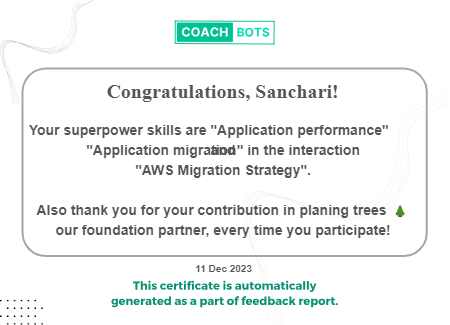 COACH BOTS
Congratulations, Sanchari!
Your superpower skills are "Application performance"
and
"Application migration" in the interaction
"AWS Migration Strategy".
Also thank you for your contribution in planing trees 🌲
our foundation partner, every time you participate!
11 Dec 2023
This certificate is automatically
generated as a part of feedback report.